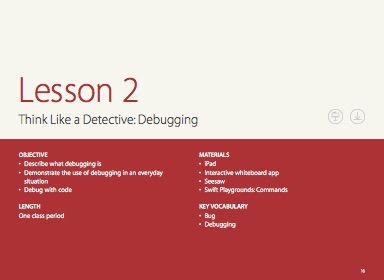 Lesson 2
Think Like a Detective: Debugging
OBJECTIVE
• Describe what debugging is
• Demonstrate the use of debugging in an everyday
situation
• Debug with code
LENGTH
One class period
MATERIALS
• iPad
• Interactive whiteboard app
• Seesaw
• Swift Playgrounds: Commands
KEY VOCABULARY
• Bug
• Debugging
16